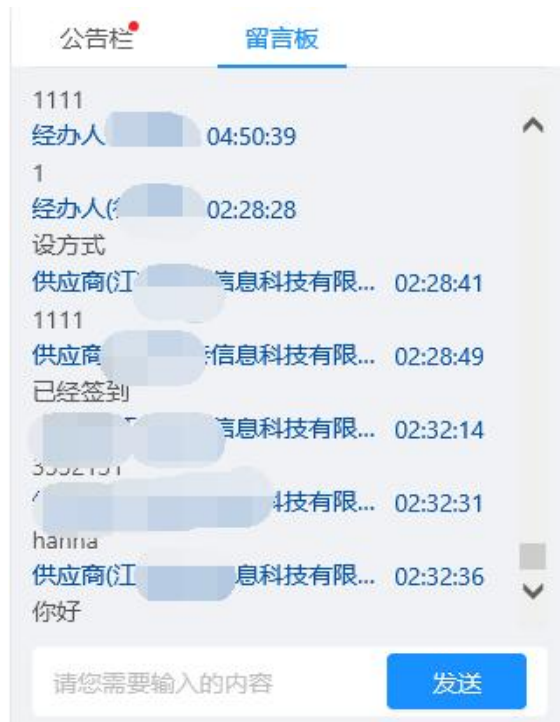 公告栏 留言板
1111
经办人 04:50:39
1
经办人( 02:28:28
设方式
供应商(江 信息科技有限... 02:28:41
1111
供应商 信息科技有限... 02:28:49
已经签到
信息科技有限... 02:32:14
科技有限... 02:32:31
hanna
供应商(江 息科技有限... 02:32:36
你好
请您需要输入的内容 发送